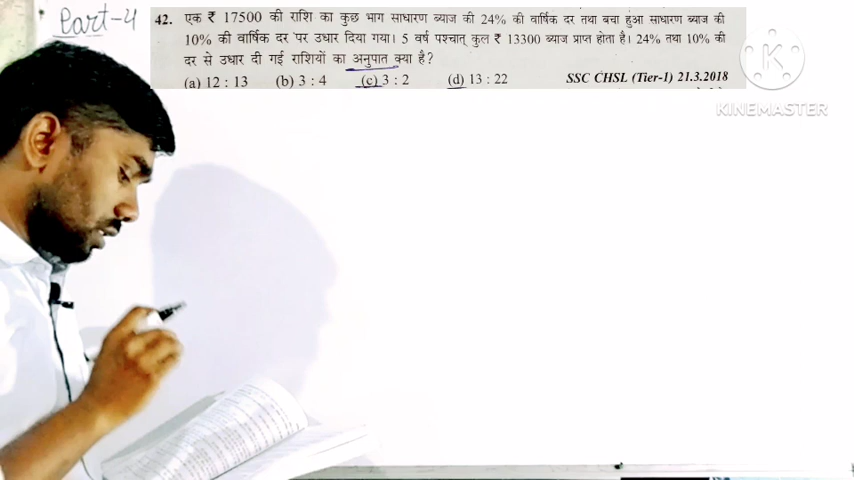 Part-4
42. एक ₹ 17500 की राशि का कुछ भाग साधारण ब्याज की 24% की वार्षिक दर तथा बचा हुआ साधारण ब्याज की
10% की वार्षिक दर पर उधार दिया गया। 5 वर्ष पश्चात् कुल ₹ 13300 ब्याज प्राप्त होता है। 24% तथा 10% की
दर से उधार दी गई राशियों का अनुपात क्या है?
(a) 12 : 13 (b) 3 : 4 (c) 3 : 2 (d) 13 : 22 SSC CHSL (Tier-1) 21.3.2018
KINEMASTER